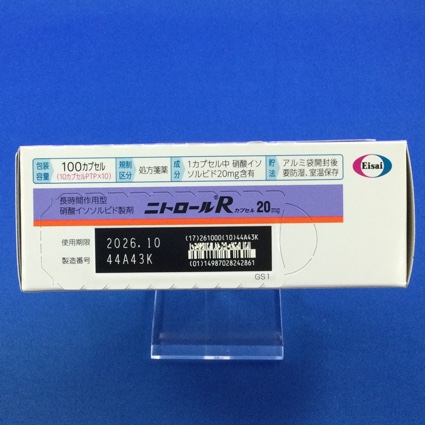 包装容量 100カプセル (10カプセルPTP×10)
規制区分 処方箋薬
成分 1カプセル中 硝酸イソソルビド20mg含有
貯法 アルミ袋開封後要防湿、室温保存
Eisai
長時間作用型
硝酸イソソルビド製剤
ニトロールRカプセル20mg
使用期限 2026.10
製造番号 44A43K
(17)261000(10)44A43K
(01)14987028242861
GS1